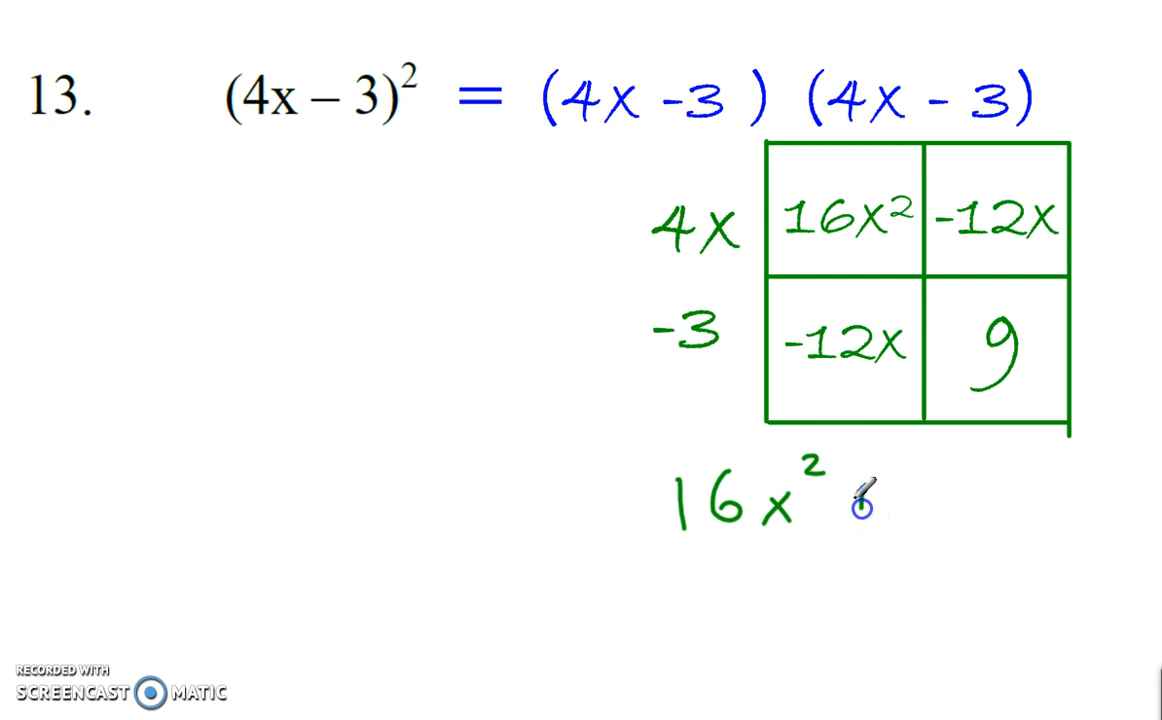 13. (4x – 3)² = (4x -3) (4x - 3)
4x 16x² -12x
-3 -12x 9
16x²
RECORDED WITH
SCREENCAST MATIC